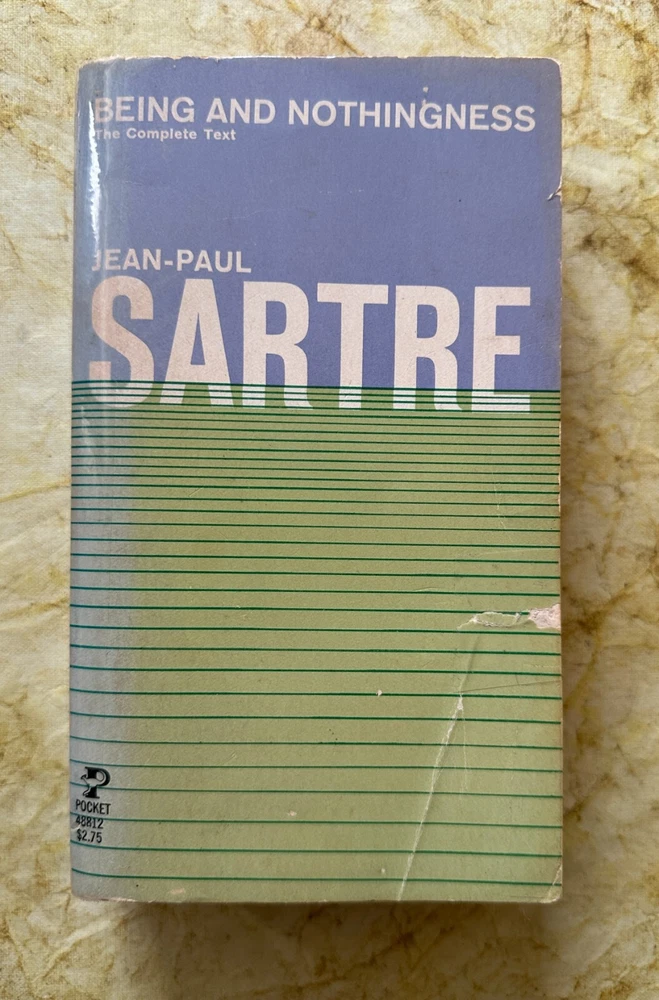 BEING AND NOTHINGNESS
The Complete Text
JEAN-PAUL
SARTRE
POCKET
48812
$2.75